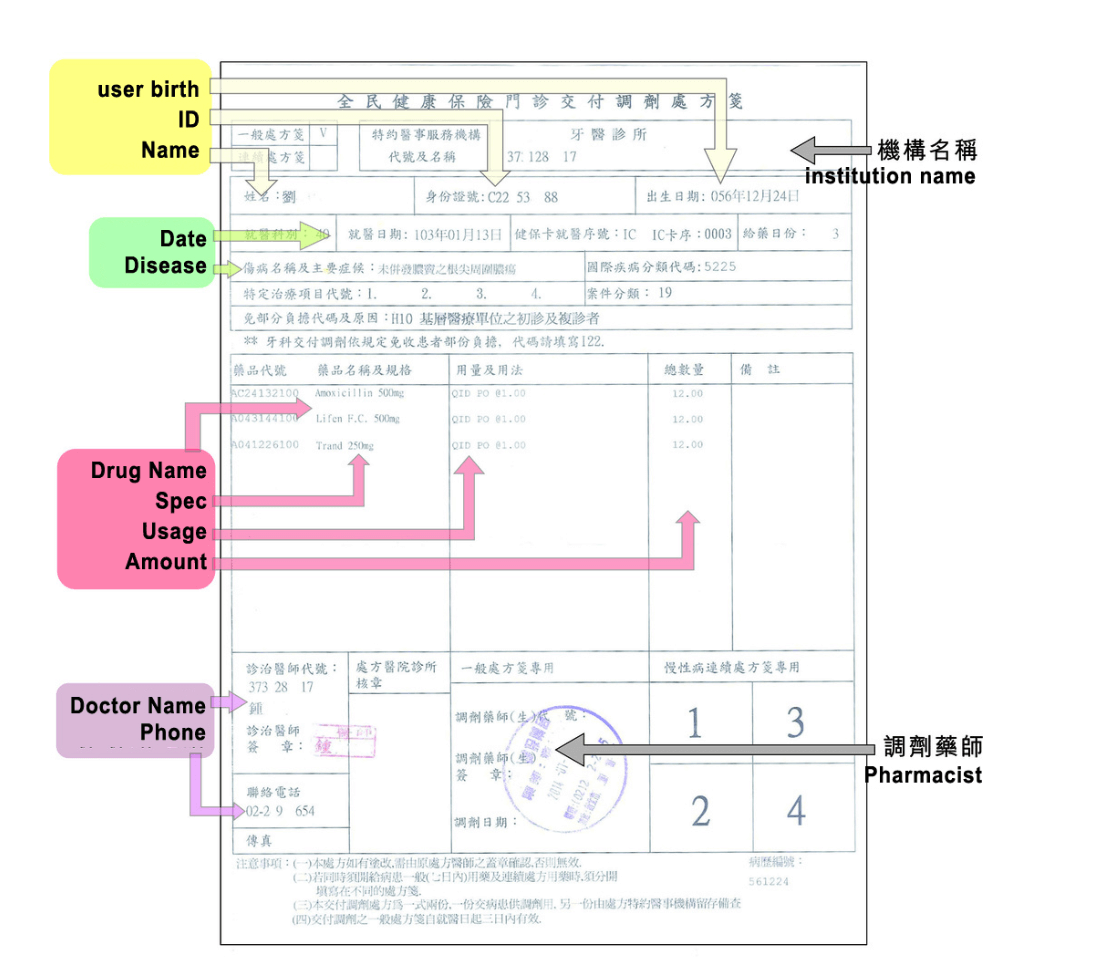 user birth
ID
Name
Date
Disease
Drug Name
Spec
Usage
Amount
Doctor Name
Phone
機構名稱
institution name
調劑藥師
Pharmacist
全民健康保險門診交付調劑處方箋
一般處方箋 V
連續處方箋
特約醫事服務機構
代號及名稱
牙醫診所
37 128 17
姓名:劉
身份證號:C22 53 88
出生日期:056年12月24日
就醫科別:40
就醫日期:103年01月13日
健保卡就醫序號:IC IC卡序:0003
給藥日份: 3
傷病名稱及主要症候:未併發膿竇之根尖周圍膿瘍
國際疾病分類代碼:5225
特定治療項目代號:1. 2. 3. 4.
案件分類: 19
免部分負擔代碼及原因:H10 基層醫療單位之初診及複診者
** 牙科交付調劑依規定免收患者部份負擔, 代碼請填寫I22.
藥品代號 藥品名稱及規格 用量及用法 總數量 備 註
AC24132100 Amoxicillin 500mg QID PO @1.00 12.00
A043144100 Lifen F.C. 500mg QID PO @1.00 12.00
A041226100 Trand 250mg QID PO @1.00 12.00
診治醫師代號:
373 28 17
鍾
診治醫師
簽 章:
鍾
聯絡電話
02-2 9 654
傳真
處方醫院診所
核章
一般處方箋專用
調劑藥師(生)代 號:
調劑藥師(生)
簽 章:
調劑日期:
慢性病連續處方箋專用
1 3
2 4
注意事項:(一)本處方如有塗改,需由原處方醫師之蓋章確認,否則無效.
(二)若同時須開給病患一般(七日內)用藥及連續處方用藥時,須分開
填寫在不同的處方箋.
(三)本交付調劑處方為一式兩份,一份交病患供調劑用, 另一份由處方特約醫事機構留存備查
(四)交付調劑之一般處方箋自就醫日起三日內有效.
病歷編號:
561224